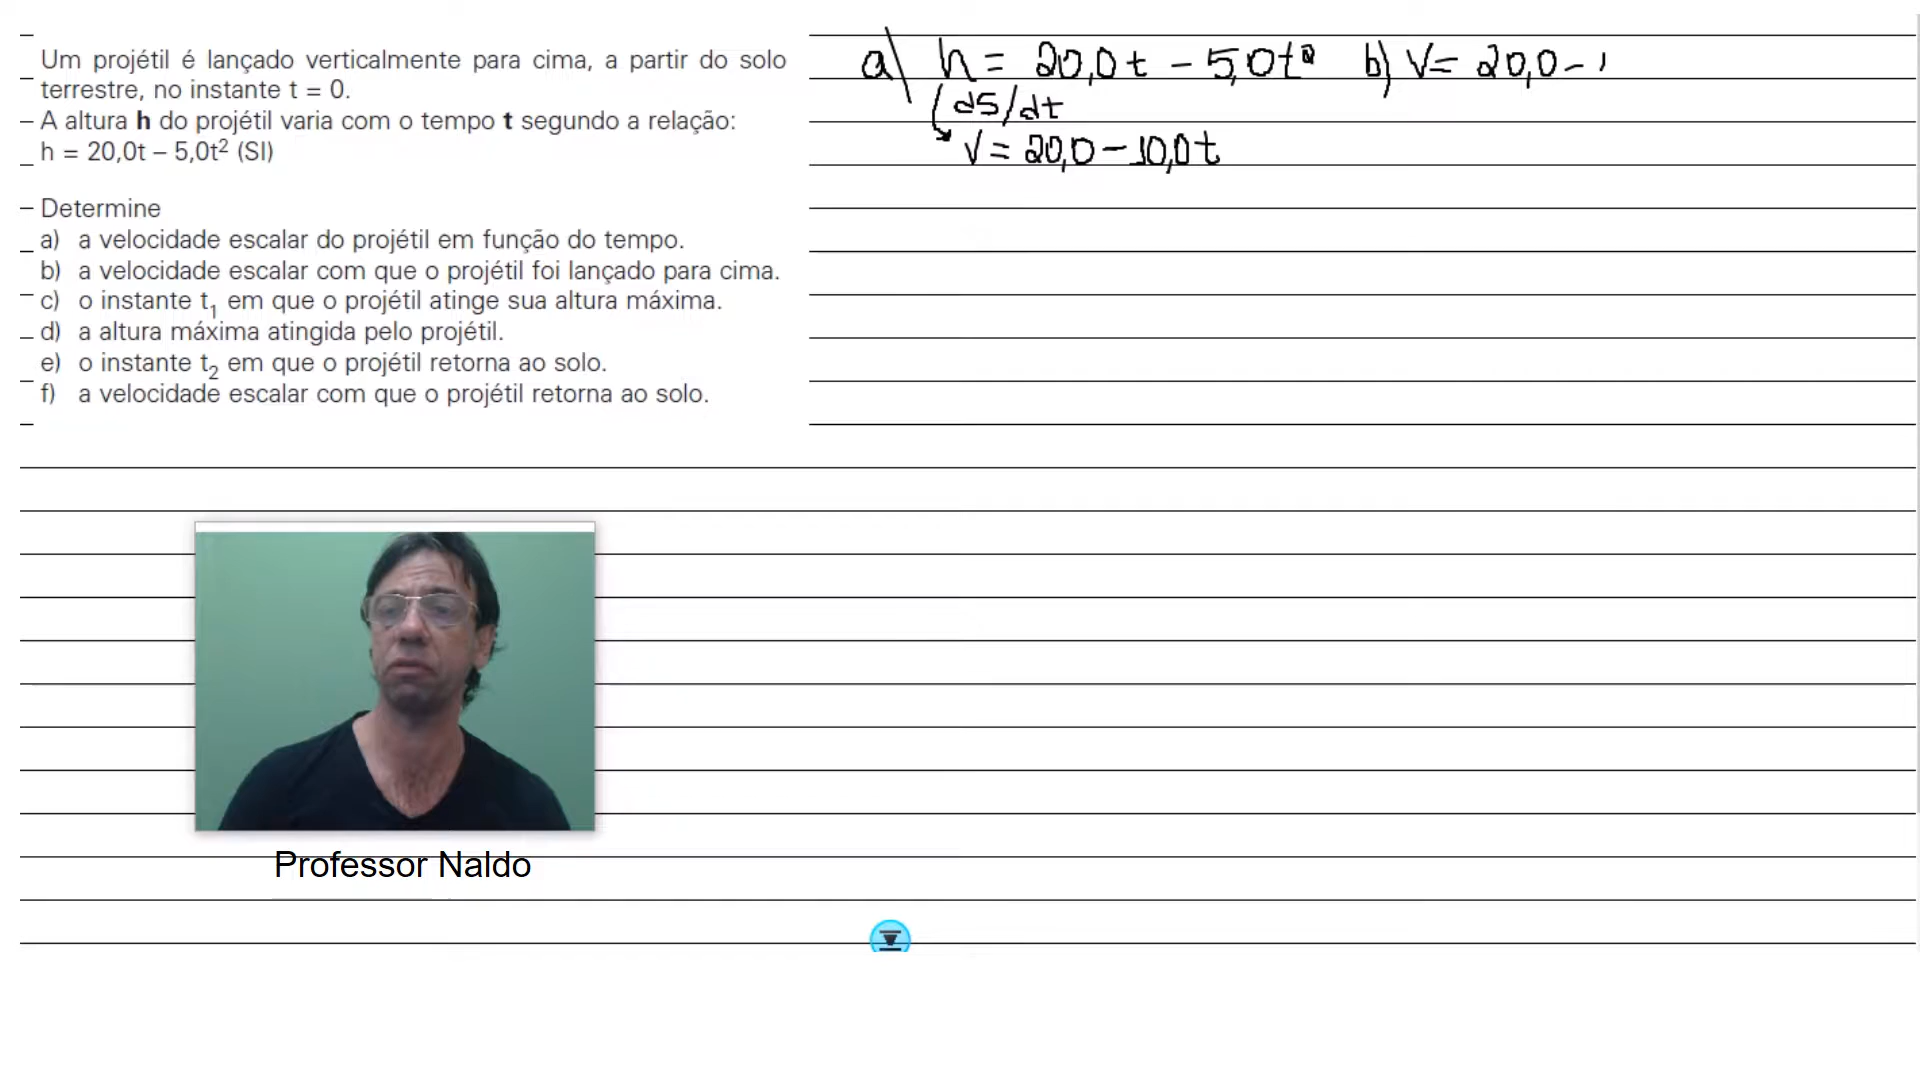 Um projétil é lançado verticalmente para cima, a partir do solo
terrestre, no instante t = 0.
A altura h do projétil varia com o tempo t segundo a relação:
h = 20,0t – 5,0t² (SI)
Determine
a) a velocidade escalar do projétil em função do tempo.
b) a velocidade escalar com que o projétil foi lançado para cima.
c) o instante t₁ em que o projétil atinge sua altura máxima.
d) a altura máxima atingida pelo projétil.
e) o instante t₂ em que o projétil retorna ao solo.
f) a velocidade escalar com que o projétil retorna ao solo.
a) h = 20,0t - 5,0t²
ds/dt
V = 20,0 - 10,0t
b) V = 20,0 -
Professor Naldo